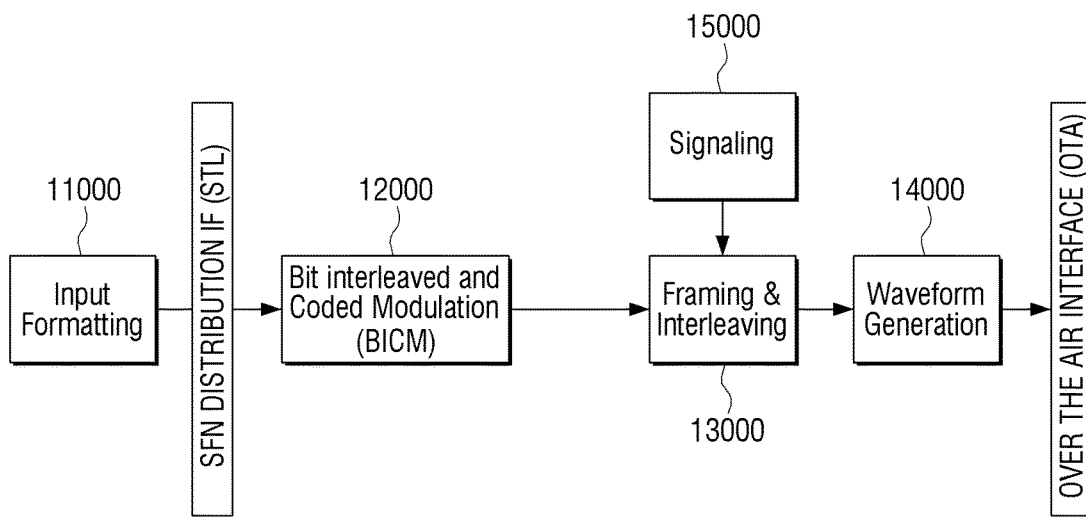 15000
Signaling
11000
Input
Formatting
SFN DISTRIBUTION IF (STL)
12000
Bit interleaved and
Coded Modulation
(BICM)
Framing &
Interleaving
13000
14000
Waveform
Generation
OVER THE AIR INTERFACE (OTA)